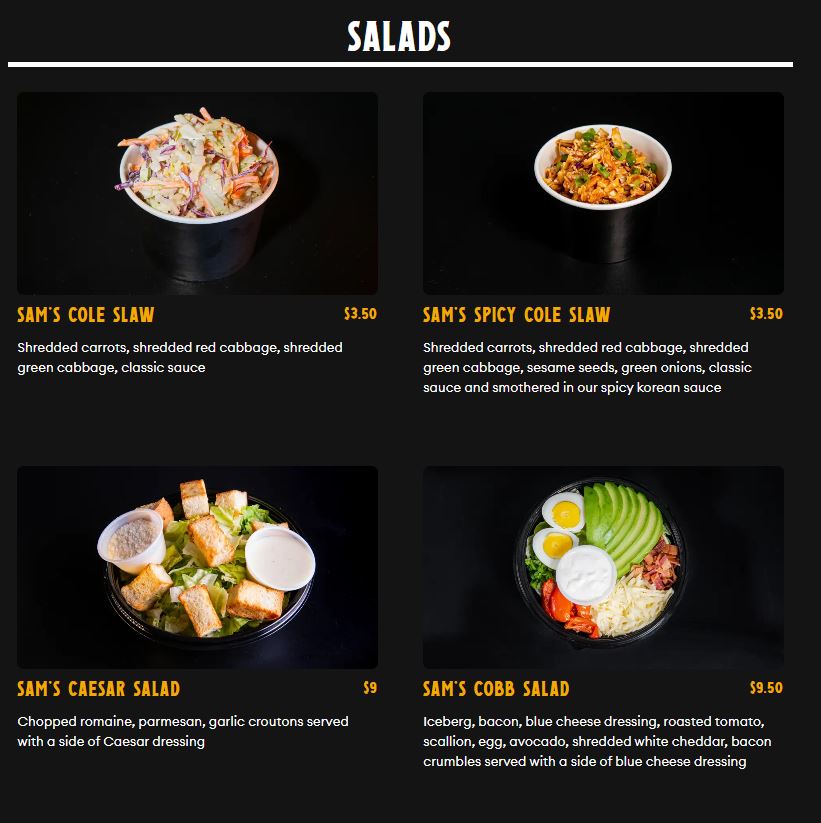 SALADS
SAM'S COLE SLAW $3.50
Shredded carrots, shredded red cabbage, shredded
green cabbage, classic sauce
SAM'S SPICY COLE SLAW $3.50
Shredded carrots, shredded red cabbage, shredded
green cabbage, sesame seeds, green onions, classic
sauce and smothered in our spicy korean sauce
SAM'S CAESAR SALAD $9
Chopped romaine, parmesan, garlic croutons served
with a side of Caesar dressing
SAM'S COBB SALAD $9.50
Iceberg, bacon, blue cheese dressing, roasted tomato,
scallion, egg, avocado, shredded white cheddar, bacon
crumbles served with a side of blue cheese dressing